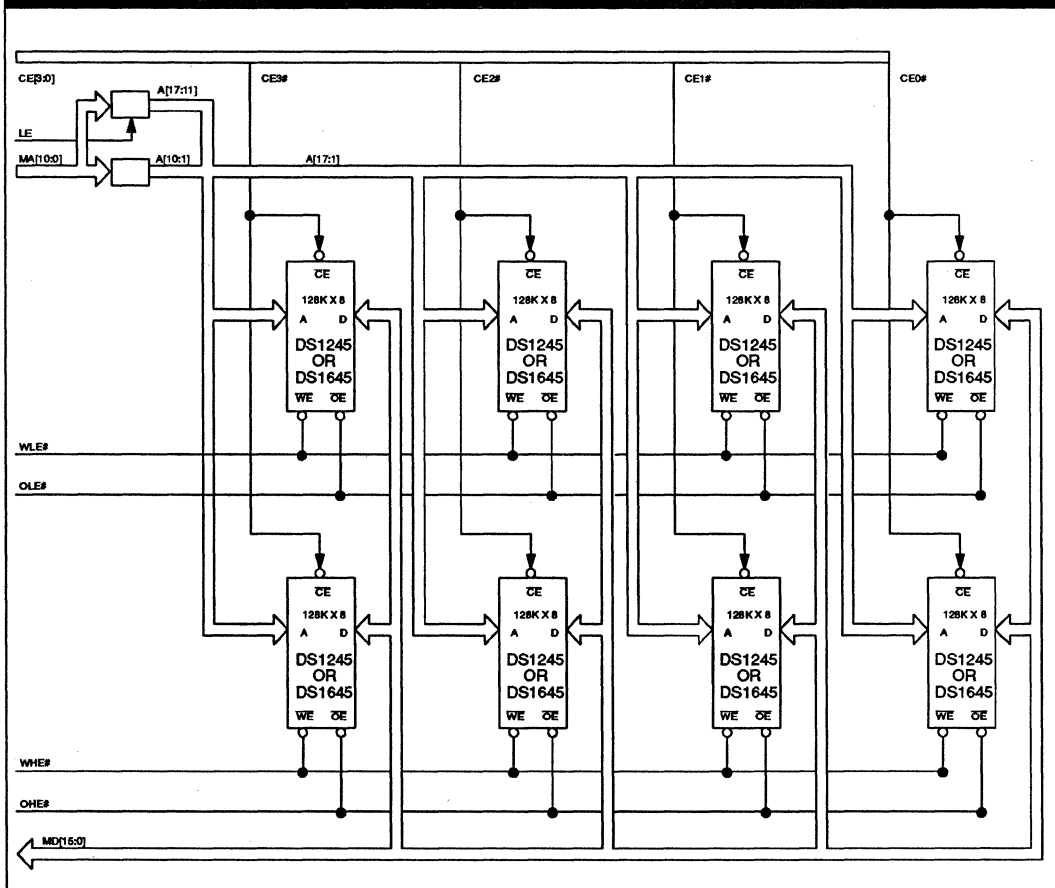 CE[3:0]
CE3#
CE2#
CE1#
CE0#
A[17:11]
LE
MA[10:0]
A[10:1]
A[17:1]
CE
128K X 8
A D
DS1245
OR
DS1645
WE OE
CE
128K X 8
A D
DS1245
OR
DS1645
WE OE
CE
128K X 8
A D
DS1245
OR
DS1645
WE OE
CE
128K X 8
A D
DS1245
OR
DS1645
WE OE
WLE#
OLE#
CE
128K X 8
A D
DS1245
OR
DS1645
WE OE
CE
128K X 8
A D
DS1245
OR
DS1645
WE OE
CE
128K X 8
A D
DS1245
OR
DS1645
WE OE
CE
128K X 8
A D
DS1245
OR
DS1645
WE OE
WHE#
OHE#
MD[15:0]